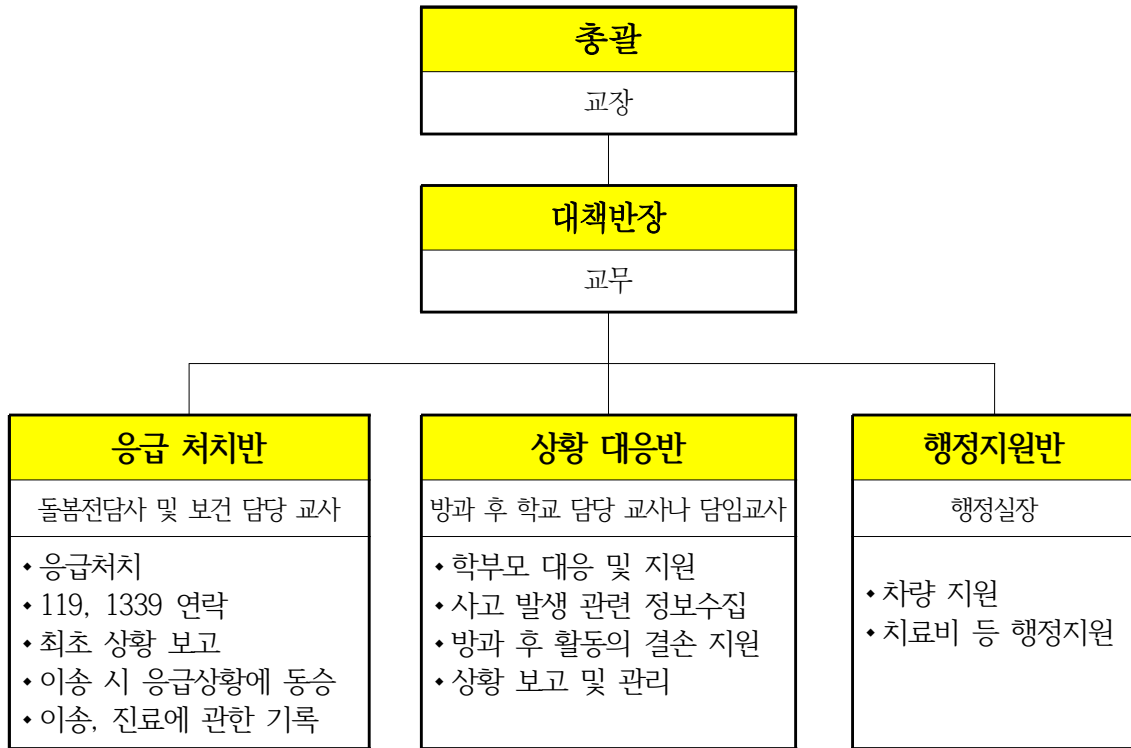 총괄
교장
대책반장
교무
응급 처치반
돌봄전담사 및 보건 담당 교사
◆ 응급처치
◆ 119, 1339 연락
◆ 최초 상황 보고
◆ 이송 시 응급상황에 동승
◆ 이송, 진료에 관한 기록
상황 대응반
방과 후 학교 담당 교사나 담임교사
◆ 학부모 대응 및 지원
◆ 사고 발생 관련 정보수집
◆ 방과 후 활동의 결손 지원
◆ 상황 보고 및 관리
행정지원반
행정실장
◆ 차량 지원
◆ 치료비 등 행정지원